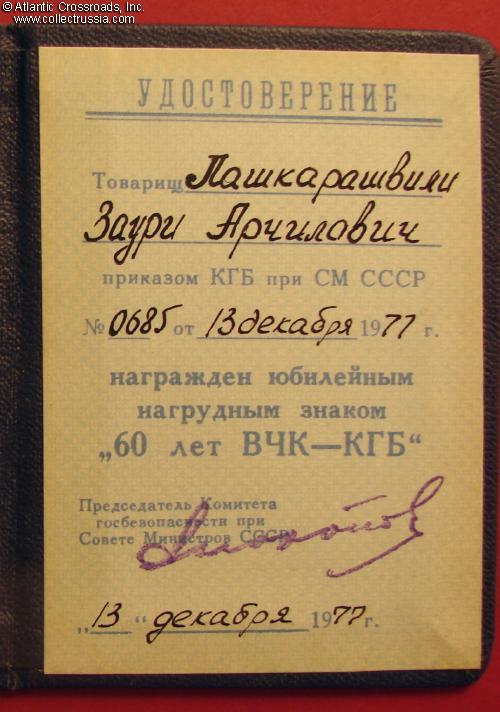 © Atlantic Crossroads, Inc.
www.collectrussia.com
УДОСТОВЕРЕНИЕ
Товарищ Лашкарашвили
Заури Арчилович
приказом КГБ при СМ СССР
№ 0685 от 13 декабря 1977 г.
награжден юбилейным
нагрудным знаком
„60 лет ВЧК—КГБ“
Председатель Комитета
госбезопасности при
Совете Министров СССР
„13“ декабря 1977 г.